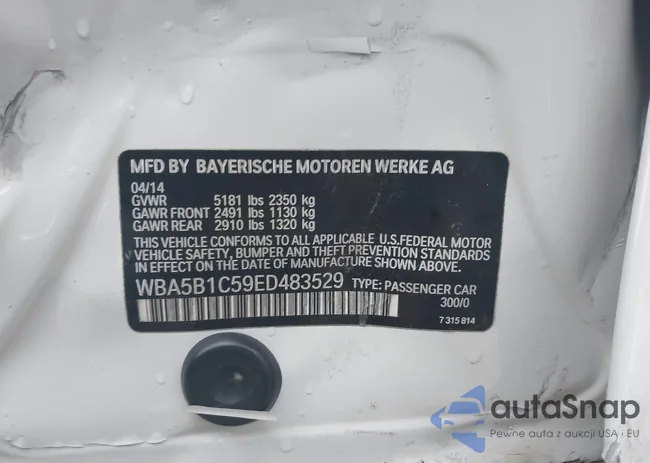 MFD BY BAYERISCHE MOTOREN WERKE AG
04/14
GVWR 5181 lbs 2350 kg
GAWR FRONT 2491 lbs 1130 kg
GAWR REAR 2910 lbs 1320 kg
THIS VEHICLE CONFORMS TO ALL APPLICABLE U.S.FEDERAL MOTOR
VEHICLE SAFETY, BUMPER AND THEFT PREVENTION STANDARDS
IN EFFECT ON THE DATE OF MANUFACTURE SHOWN ABOVE.
WBA5B1C59ED483529 TYPE: PASSENGER CAR
300/0
7 315 814
autaSnap
Pewne auta z aukcji USA i EU